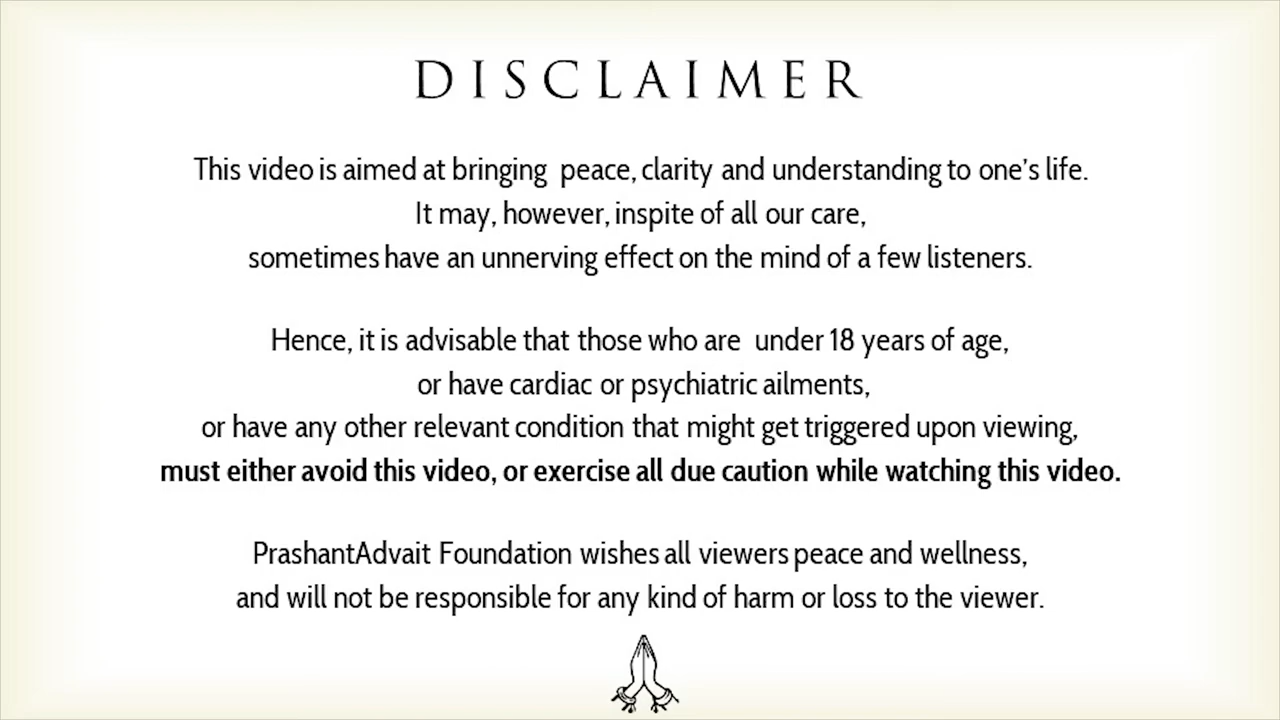 DISCLAIMER
This video is aimed at bringing peace, clarity and understanding to one's life.
It may, however, inspite of all our care,
sometimes have an unnerving effect on the mind of a few listeners.
Hence, it is advisable that those who are under 18 years of age,
or have cardiac or psychiatric ailments,
or have any other relevant condition that might get triggered upon viewing,
must either avoid this video, or exercise all due caution while watching this video.
PrashantAdvait Foundation wishes all viewers peace and wellness,
and will not be responsible for any kind of harm or loss to the viewer.